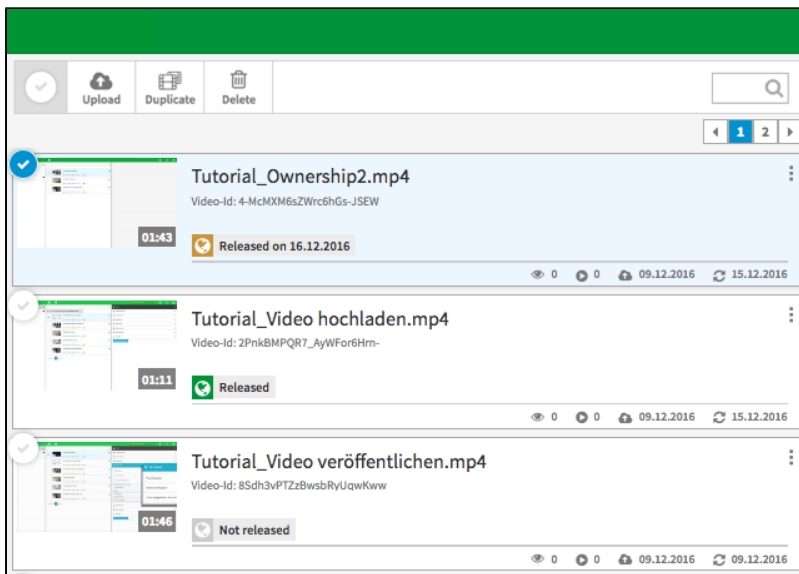 Upload Duplicate Delete
1 2
Tutorial_Ownership2.mp4
Video-Id: 4-McMXM6sZWrc6hGs-JSEW
01:43
Released on 16.12.2016
0 0 09.12.2016 15.12.2016
Tutorial_Video hochladen.mp4
Video-Id: 2PnkBMPQR7_AyWFor6Hrn-
01:11
Released
0 0 09.12.2016 15.12.2016
Tutorial_Video veröffentlichen.mp4
Video-Id: 8Sdh3vPTZzBwsbRyUqwKww
01:46
Not released
0 0 09.12.2016 09.12.2016